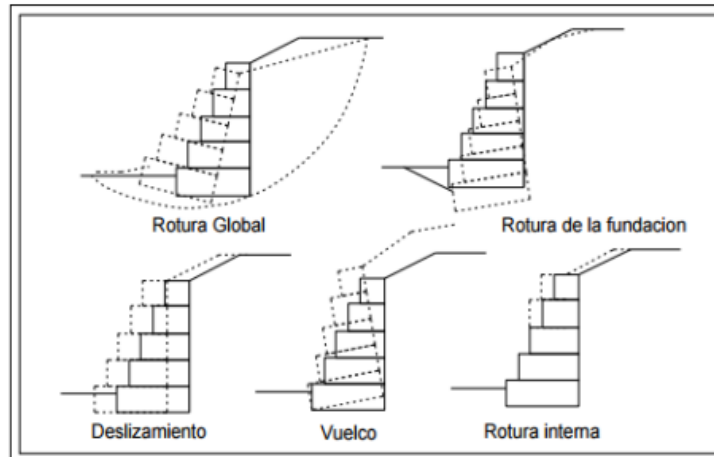 Rotura Global
Rotura de la fundacion
Deslizamiento
Vuelco
Rotura interna